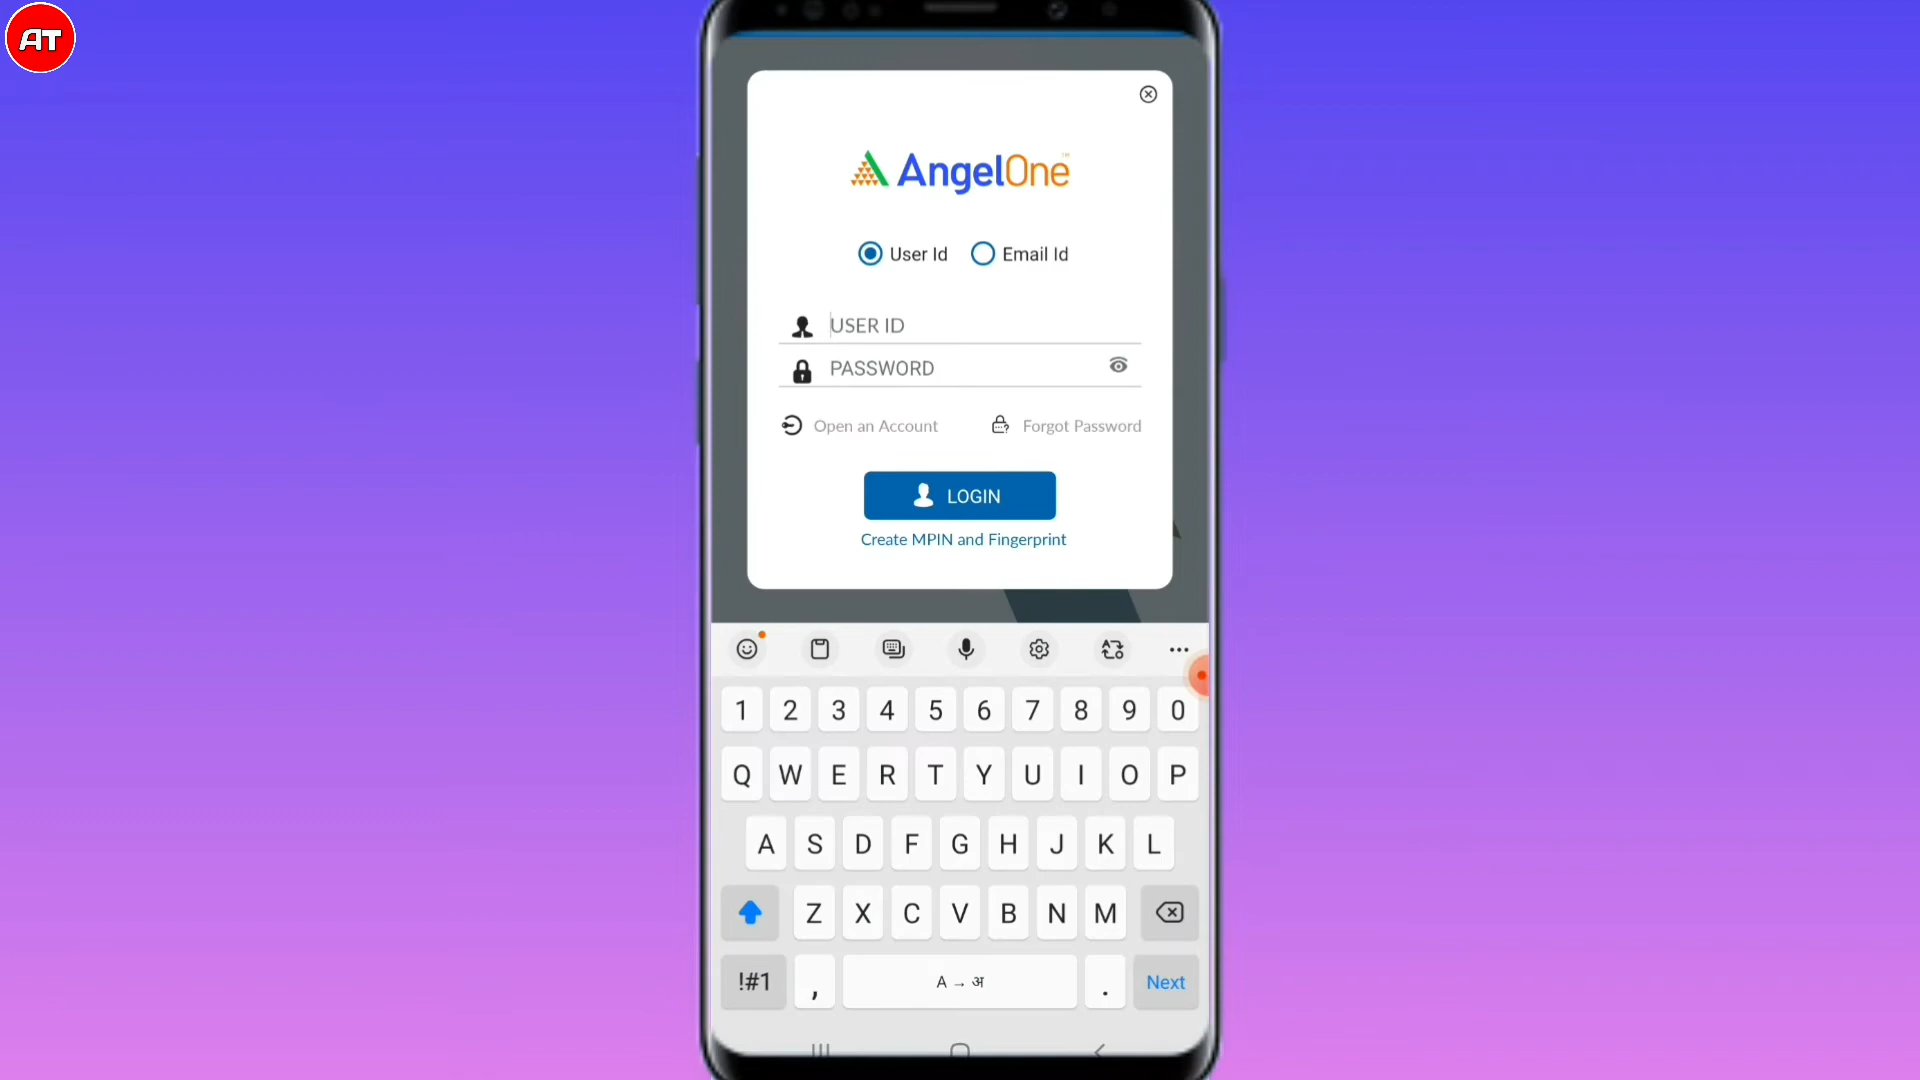 AT
AngelOne™
User Id Email Id
USER ID
PASSWORD
Open an Account Forgot Password
LOGIN
Create MPIN and Fingerprint
1 2 3 4 5 6 7 8 9 0
Q W E R T Y U I O P
A S D F G H J K L
Z X C V B N M
!#1 , A → अ . Next